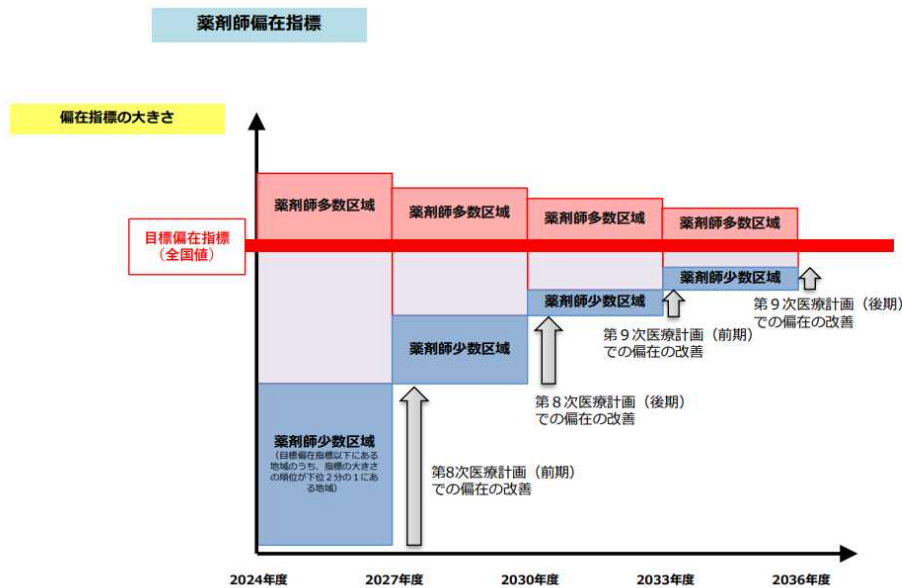 薬剤師偏在指標
偏在指標の大きさ
薬剤師多数区域
薬剤師多数区域
薬剤師多数区域
薬剤師多数区域
目標偏在指標
（全国値）
薬剤師少数区域
薬剤師少数区域
薬剤師少数区域
薬剤師少数区域
（目標偏在指標以下にある
地域のうち、指標の大きさ
の順位が下位２分の１にあ
る地域）
第９次医療計画（後期）
での偏在の改善
第９次医療計画（前期）
での偏在の改善
第８次医療計画（後期）
での偏在の改善
第8次医療計画（前期）
での偏在の改善
2024年度
2027年度
2030年度
2033年度
2036年度